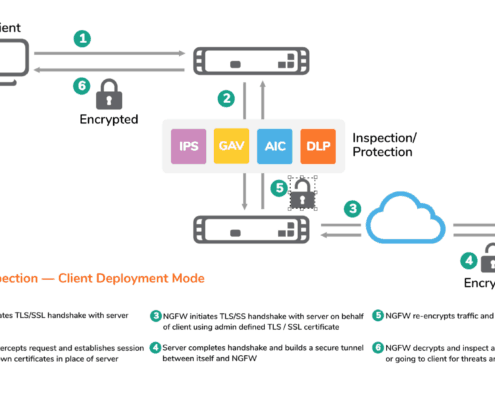 ient
1
6
Encrypted
2
IPS GAV AIC DLP
Inspection/
Protection
5
3
4
Encry
pection — Client Deployment Mode
ates TLS/SSL handshake with server
3 NGFW initiates TLS/SS handshake with server on behalf
of client using admin defined TLS / SSL certificate
5 NGFW re-encrypts traffic and
ercepts request and establishes session
own certificates in place of server
4 Server completes handshake and builds a secure tunnel
between itself and NGFW
6 NGFW decrypts and inspect a
or going to client for threats an